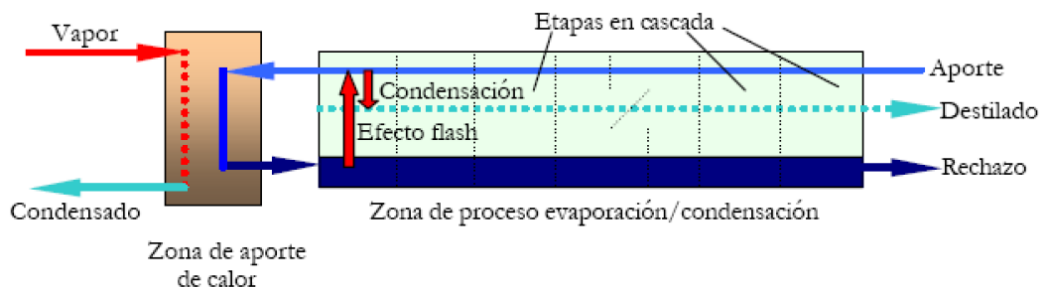 Etapas en cascada
Vapor
Aporte
Condensación
Destilado
Efecto flash
Rechazo
Condensado
Zona de proceso evaporación/condensación
Zona de aporte
de calor